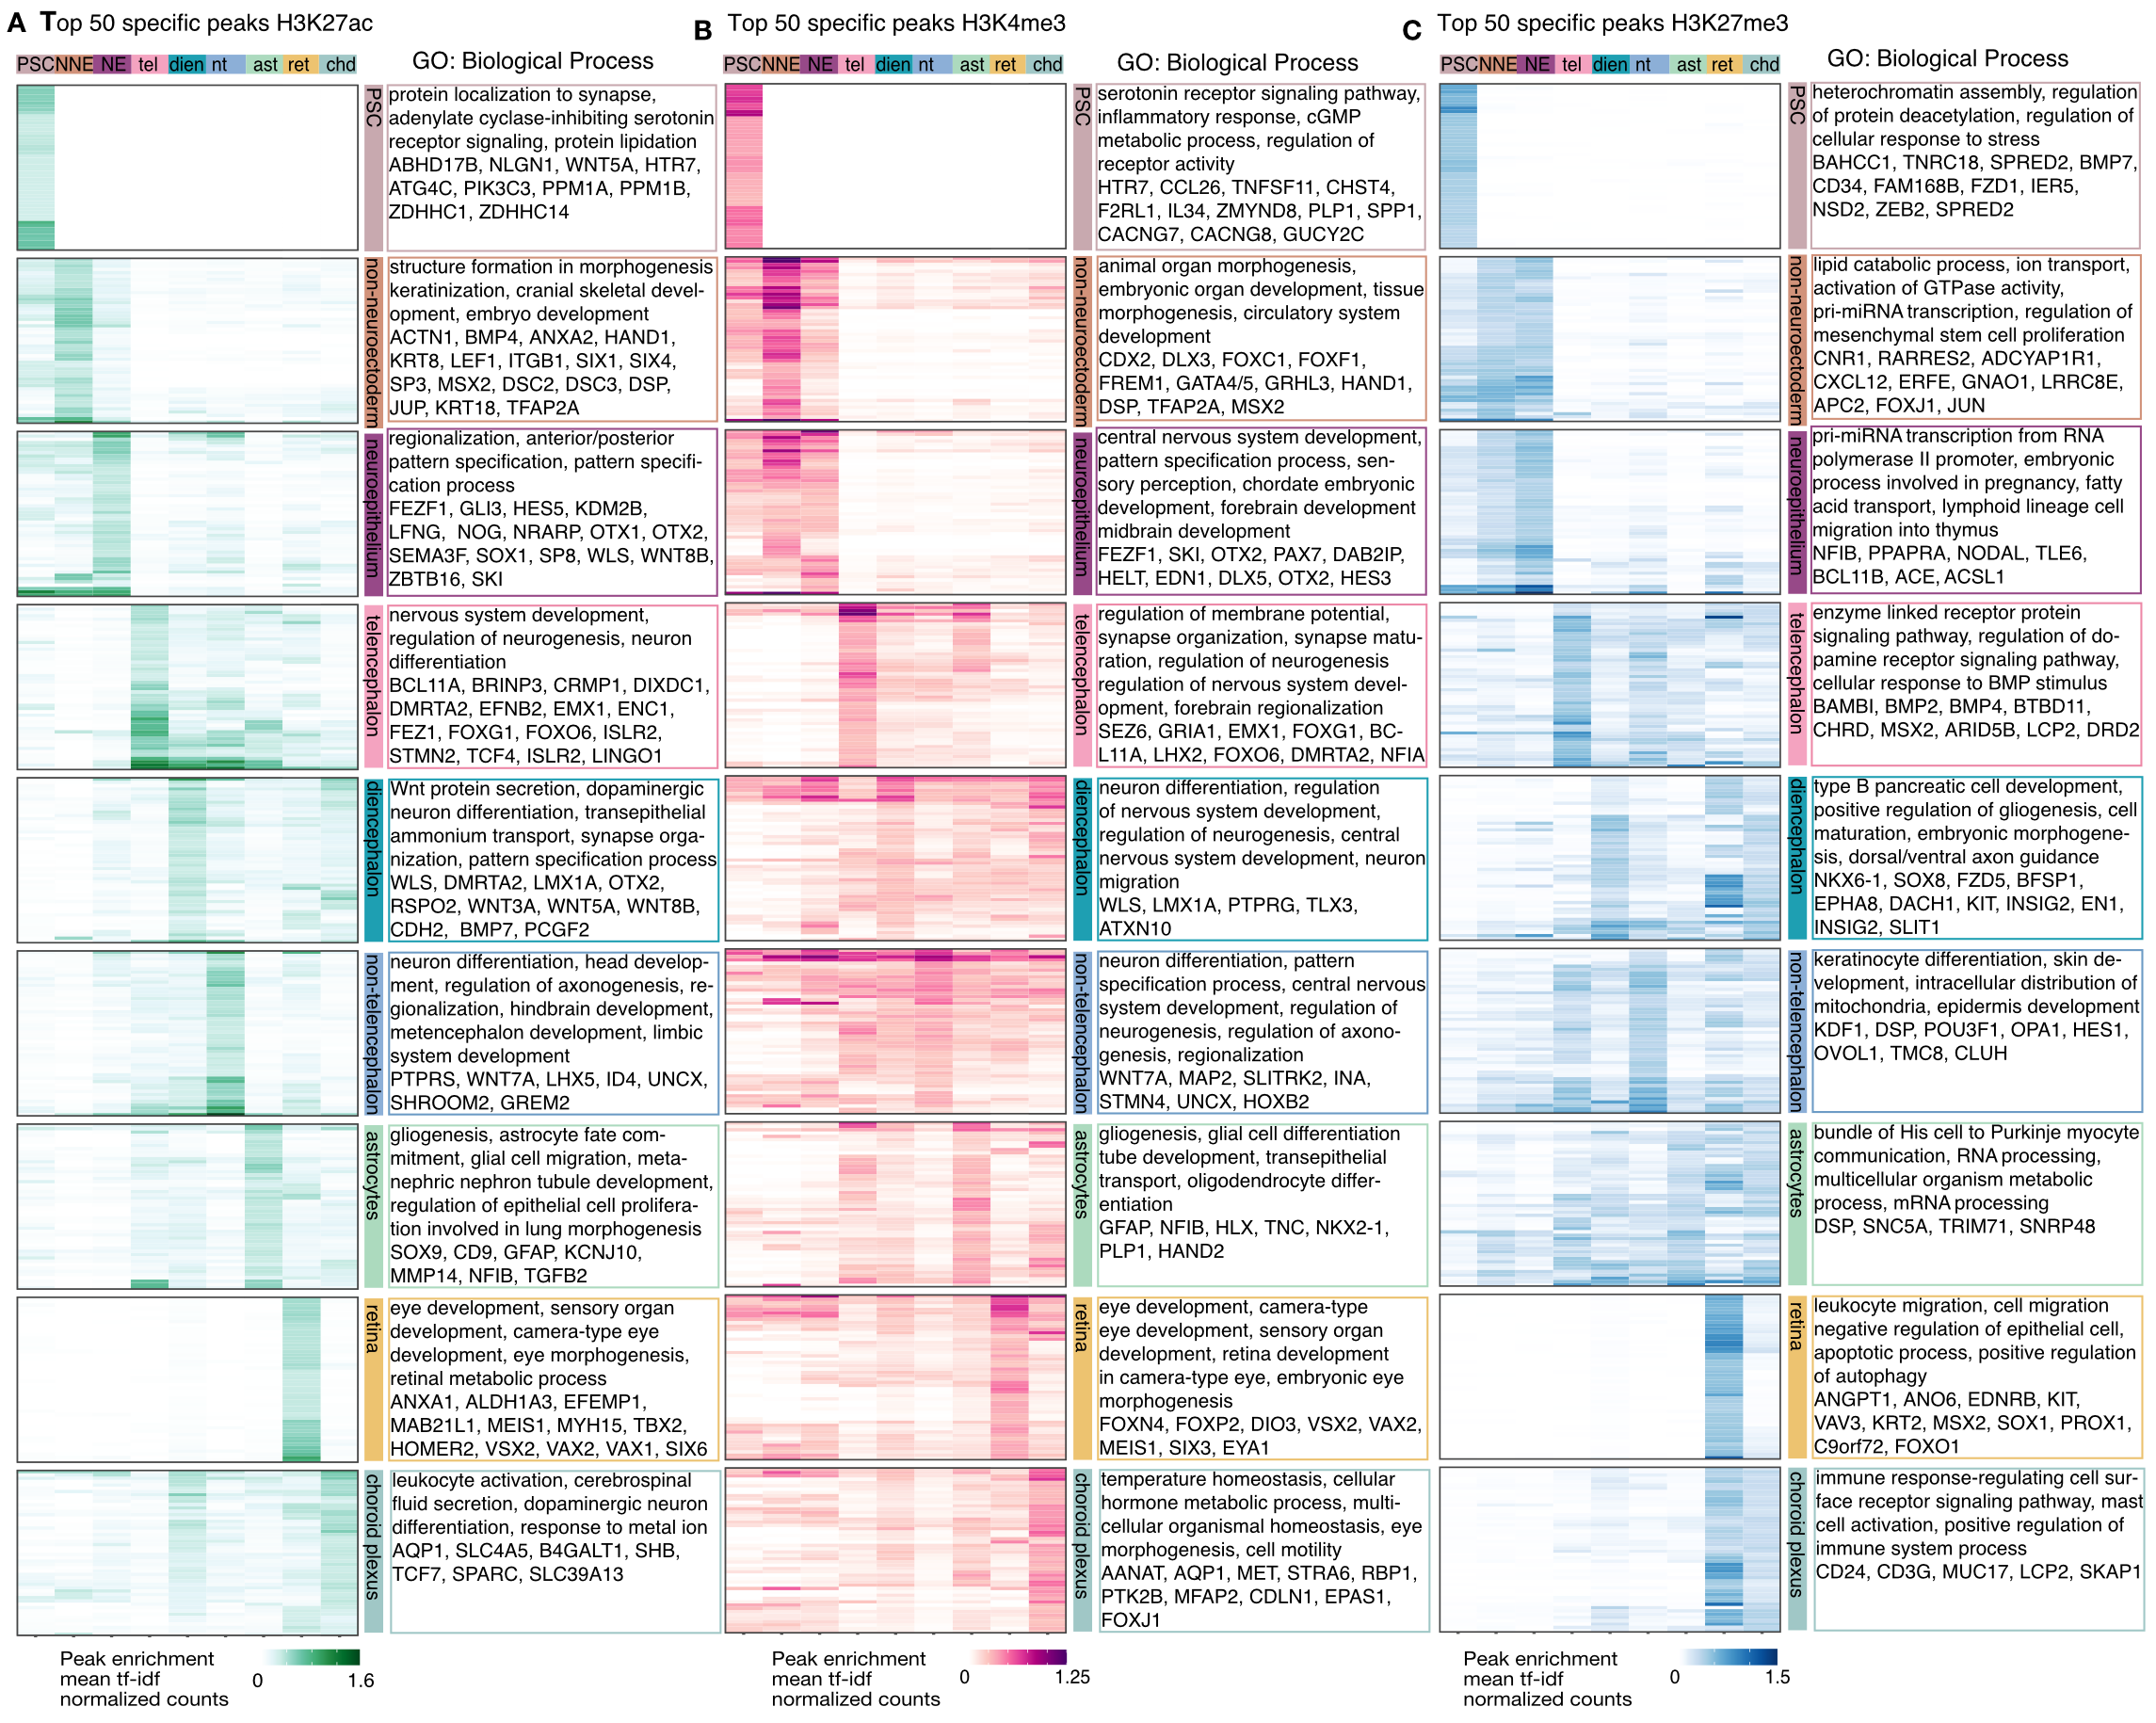 A Top 50 specific peaks H3K27ac
PSC NNE NE tel dien nt ast ret chd
GO: Biological Process
PSC
protein localization to synapse,
adenylate cyclase-inhibiting serotonin
receptor signaling, protein lipidation
ABHD17B, NLGN1, WNT5A, HTR7,
ATG4C, PIK3C3, PPM1A, PPM1B,
ZDHHC1, ZDHHC14
non-neuroectoderm
structure formation in morphogenesis
keratinization, cranial skeletal devel-
opment, embryo development
ACTN1, BMP4, ANXA2, HAND1,
KRT8, LEF1, ITGB1, SIX1, SIX4,
SP3, MSX2, DSC2, DSC3, DSP,
JUP, KRT18, TFAP2A
neuroepithelium
regionalization, anterior/posterior
pattern specification, pattern specifi-
cation process
FEZF1, GLI3, HES5, KDM2B,
LFNG, NOG, NRARP, OTX1, OTX2,
SEMA3F, SOX1, SP8, WLS, WNT8B,
ZBTB16, SKI
telencephalon
nervous system development,
regulation of neurogenesis, neuron
differentiation
BCL11A, BRINP3, CRMP1, DIXDC1,
DMRTA2, EFNB2, EMX1, ENC1,
FEZ1, FOXG1, FOXO6, ISLR2,
STMN2, TCF4, ISLR2, LINGO1
diencephalon
Wnt protein secretion, dopaminergic
neuron differentiation, transepithelial
ammonium transport, synapse orga-
nization, pattern specification process
WLS, DMRTA2, LMX1A, OTX2,
RSPO2, WNT3A, WNT5A, WNT8B,
CDH2, BMP7, PCGF2
non-telencephalon
neuron differentiation, head develop-
ment, regulation of axonogenesis, re-
gionalization, hindbrain development,
metencephalon development, limbic
system development
PTPRS, WNT7A, LHX5, ID4, UNCX,
SHROOM2, GREM2
astrocytes
gliogenesis, astrocyte fate com-
mitment, glial cell migration, meta-
nephric nephron tubule development,
regulation of epithelial cell prolifera-
tion involved in lung morphogenesis
SOX9, CD9, GFAP, KCNJ10,
MMP14, NFIB, TGFB2
retina
eye development, sensory organ
development, camera-type eye
development, eye morphogenesis,
retinal metabolic process
ANXA1, ALDH1A3, EFEMP1,
MAB21L1, MEIS1, MYH15, TBX2,
HOMER2, VSX2, VAX2, VAX1, SIX6
choroid plexus
leukocyte activation, cerebrospinal
fluid secretion, dopaminergic neuron
differentiation, response to metal ion
AQP1, SLC4A5, B4GALT1, SHB,
TCF7, SPARC, SLC39A13
Peak enrichment
mean tf-idf
normalized counts
0 1.6
B Top 50 specific peaks H3K4me3
PSC NNE NE tel dien nt ast ret chd
GO: Biological Process
PSC
serotonin receptor signaling pathway,
inflammatory response, cGMP
metabolic process, regulation of
receptor activity
HTR7, CCL26, TNFSF11, CHST4,
F2RL1, IL34, ZMYND8, PLP1, SPP1,
CACNG7, CACNG8, GUCY2C
non-neuroectoderm
animal organ morphogenesis,
embryonic organ development, tissue
morphogenesis, circulatory system
development
CDX2, DLX3, FOXC1, FOXF1,
FREM1, GATA4/5, GRHL3, HAND1,
DSP, TFAP2A, MSX2
neuroepithelium
central nervous system development,
pattern specification process, sen-
sory perception, chordate embryonic
development, forebrain development
midbrain development
FEZF1, SKI, OTX2, PAX7, DAB2IP,
HELT, EDN1, DLX5, OTX2, HES3
telencephalon
regulation of membrane potential,
synapse organization, synapse matu-
ration, regulation of neurogenesis
regulation of nervous system devel-
opment, forebrain regionalization
SEZ6, GRIA1, EMX1, FOXG1, BC-
L11A, LHX2, FOXO6, DMRTA2, NFIA
diencephalon
neuron differentiation, regulation
of nervous system development,
regulation of neurogenesis, central
nervous system development, neuron
migration
WLS, LMX1A, PTPRG, TLX3,
ATXN10
non-telencephalon
neuron differentiation, pattern
specification process, central nervous
system development, regulation of
neurogenesis, regulation of axono-
genesis, regionalization
WNT7A, MAP2, SLITRK2, INA,
STMN4, UNCX, HOXB2
astrocytes
gliogenesis, glial cell differentiation
tube development, transepithelial
transport, oligodendrocyte differ-
entiation
GFAP, NFIB, HLX, TNC, NKX2-1,
PLP1, HAND2
retina
eye development, camera-type
eye development, sensory organ
development, retina development
in camera-type eye, embryonic eye
morphogenesis
FOXN4, FOXP2, DIO3, VSX2, VAX2,
MEIS1, SIX3, EYA1
choroid plexus
temperature homeostasis, cellular
hormone metabolic process, multi-
cellular organismal homeostasis, eye
morphogenesis, cell motility
AANAT, AQP1, MET, STRA6, RBP1,
PTK2B, MFAP2, CDLN1, EPAS1,
FOXJ1
Peak enrichment
mean tf-idf
normalized counts
0 1.25
C Top 50 specific peaks H3K27me3
PSC NNE NE tel dien nt ast ret chd
GO: Biological Process
PSC
heterochromatin assembly, regulation
of protein deacetylation, regulation of
cellular response to stress
BAHCC1, TNRC18, SPRED2, BMP7,
CD34, FAM168B, FZD1, IER5,
NSD2, ZEB2, SPRED2
non-neuroectoderm
lipid catabolic process, ion transport,
activation of GTPase activity,
pri-miRNA transcription, regulation of
mesenchymal stem cell proliferation
CNR1, RARRES2, ADCYAP1R1,
CXCL12, ERFE, GNAO1, LRRC8E,
APC2, FOXJ1, JUN
neuroepithelium
pri-miRNA transcription from RNA
polymerase II promoter, embryonic
process involved in pregnancy, fatty
acid transport, lymphoid lineage cell
migration into thymus
NFIB, PPAPRA, NODAL, TLE6,
BCL11B, ACE, ACSL1
telencephalon
enzyme linked receptor protein
signaling pathway, regulation of do-
pamine receptor signaling pathway,
cellular response to BMP stimulus
BAMBI, BMP2, BMP4, BTBD11,
CHRD, MSX2, ARID5B, LCP2, DRD2
diencephalon
type B pancreatic cell development,
positive regulation of gliogenesis, cell
maturation, embryonic morphogene-
sis, dorsal/ventral axon guidance
NKX6-1, SOX8, FZD5, BFSP1,
EPHA8, DACH1, KIT, INSIG2, EN1,
INSIG2, SLIT1
non-telencephalon
keratinocyte differentiation, skin de-
velopment, intracellular distribution of
mitochondria, epidermis development
KDF1, DSP, POU3F1, OPA1, HES1,
OVOL1, TMC8, CLUH
astrocytes
bundle of His cell to Purkinje myocyte
communication, RNA processing,
multicellular organism metabolic
process, mRNA processing
DSP, SNC5A, TRIM71, SNRP48
retina
leukocyte migration, cell migration
negative regulation of epithelial cell,
apoptotic process, positive regulation
of autophagy
ANGPT1, ANO6, EDNRB, KIT,
VAV3, KRT2, MSX2, SOX1, PROX1,
C9orf72, FOXO1
choroid plexus
immune response-regulating cell sur-
face receptor signaling pathway, mast
cell activation, positive regulation of
immune system process
CD24, CD3G, MUC17, LCP2, SKAP1
Peak enrichment
mean tf-idf
normalized counts
0 1.5